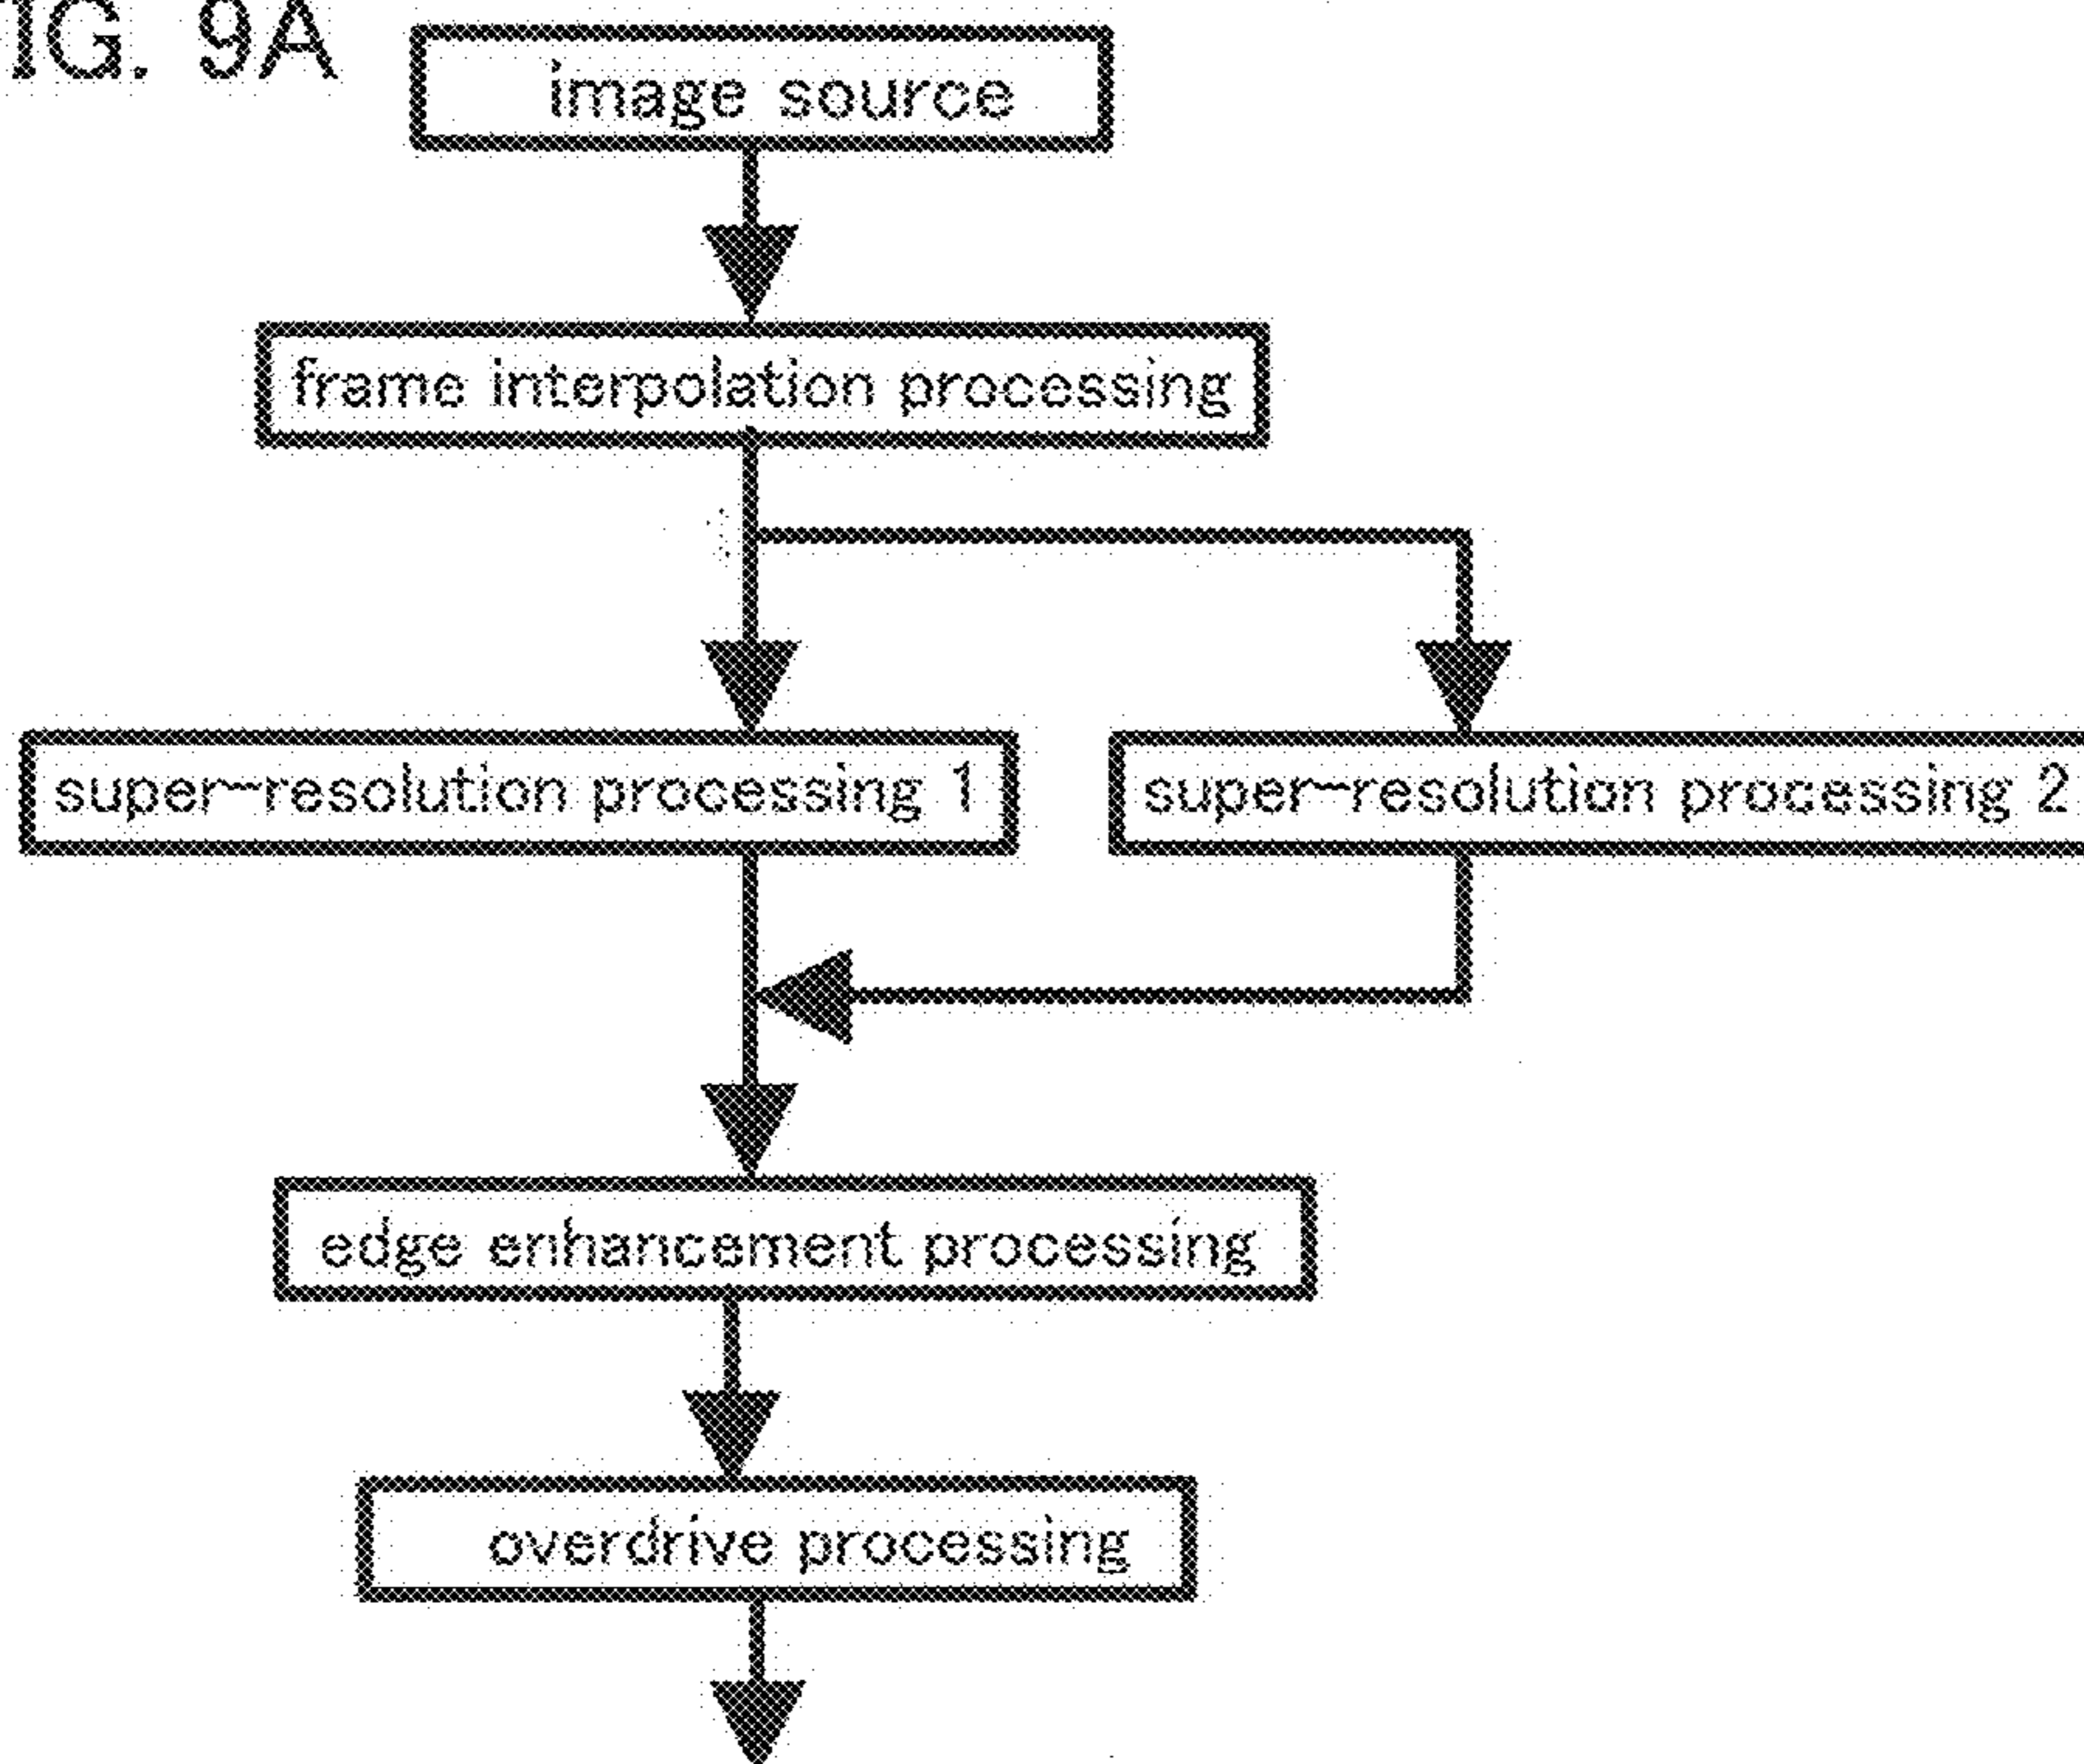 IG. 9A
image source
frame interpolation processing
super-resolution processing 1
super-resolution processing 2
edge enhancement processing
overdrive processing